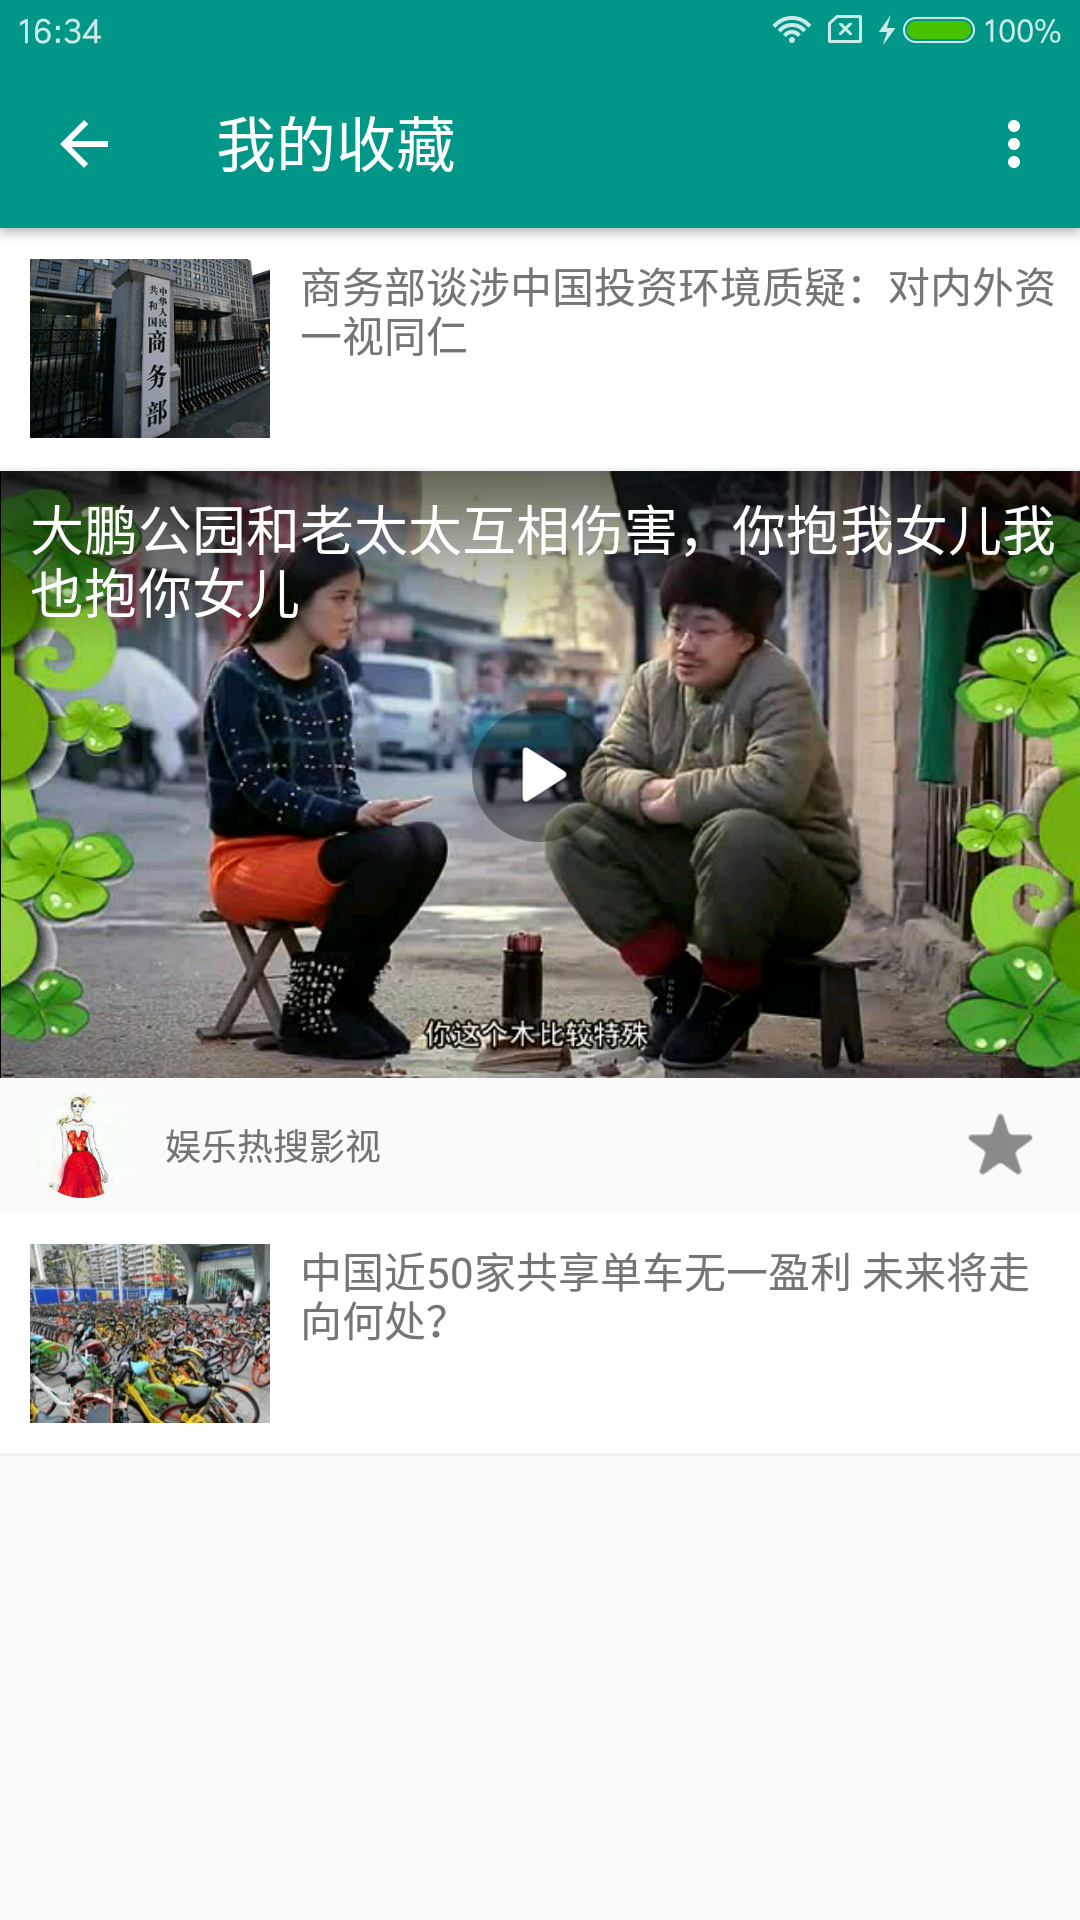 16:34
100%
我的收藏
中华人民
共和国
商务部
商务部谈涉中国投资环境质疑：对内外资
一视同仁
大鹏公园和老太太互相伤害，你抱我女儿我
也抱你女儿
你这个木比较特殊
娱乐热搜影视
中国近50家共享单车无一盈利 未来将走
向何处？